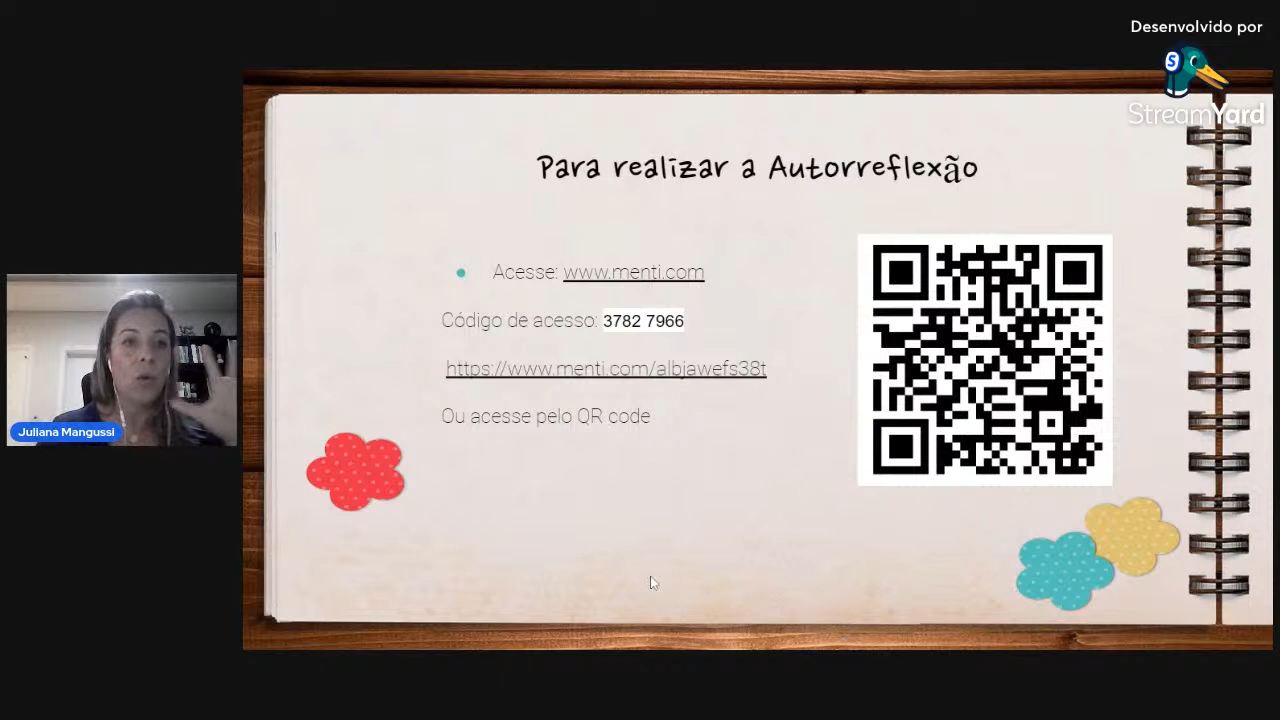 Desenvolvido por
StreamYard
Para realizar a Autorreflexão
Acesse: www.menti.com
Código de acesso: 3782 7966
https://www.menti.com/albjawefs38t
Ou acesse pelo QR code
Juliana Mangussi